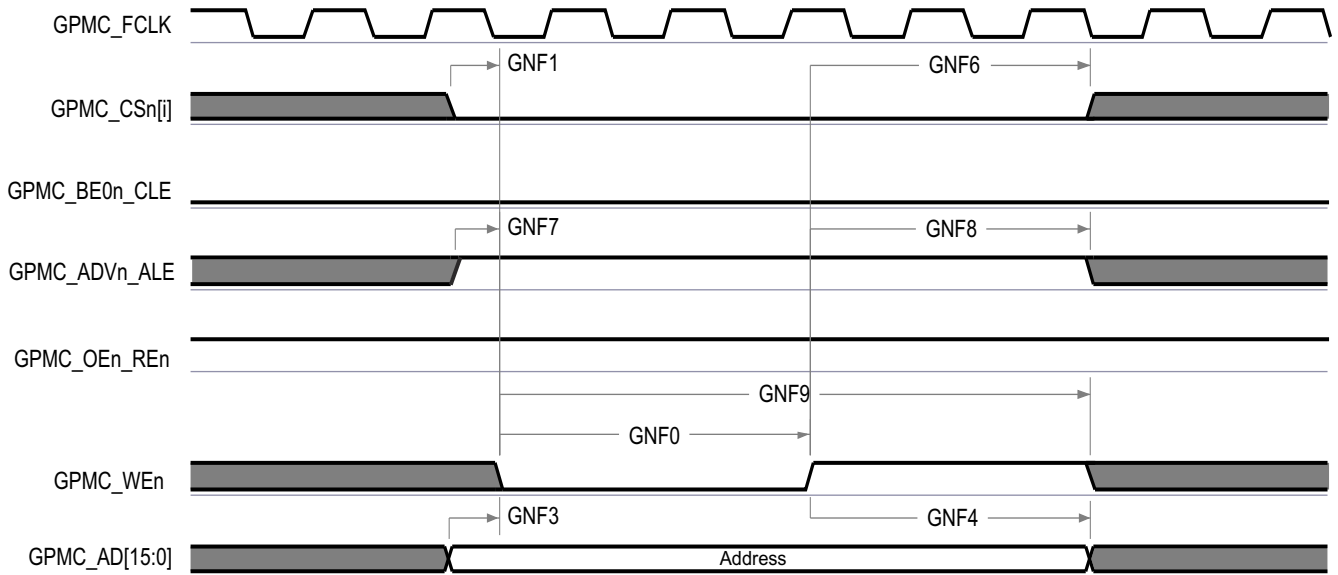 GPMC_FCLK
GNF1
GNF6
GPMC_CSn[i]
GPMC_BE0n_CLE
GNF7
GNF8
GPMC_ADVn_ALE
GPMC_OEn_REn
GNF9
GNF0
GPMC_WEn
GNF3
GNF4
GPMC_AD[15:0]
Address